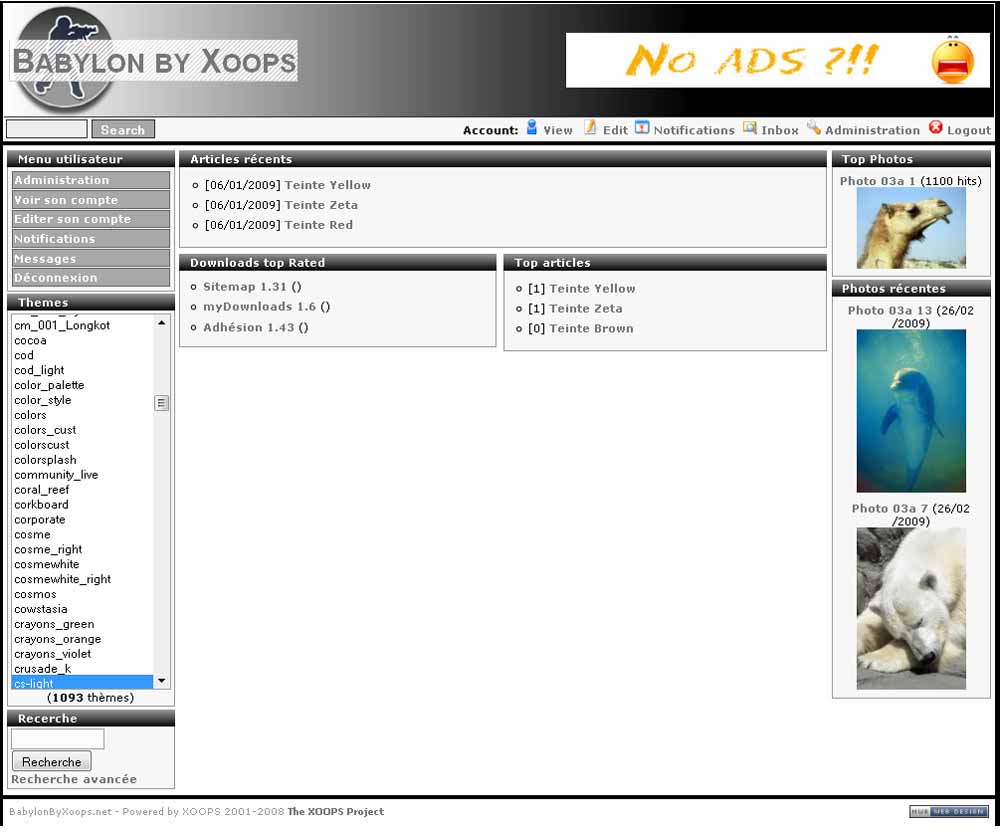 BABYLON BY XOOPS
NO ADS ?!!
Search
Account: View Edit Notifications Inbox Administration Logout
Menu utilisateur
Administration
Voir son compte
Editer son compte
Notifications
Messages
Déconnexion
Themes
cm_001_Longkot
cocoa
cod
cod_light
color_palette
color_style
colors
colors_cust
colorscust
colorsplash
community_live
coral_reef
corkboard
corporate
cosme
cosme_right
cosmewhite
cosmewhite_right
cosmos
cowstasia
crayons_green
crayons_orange
crayons_violet
crusade_k
cs-light
(1093 thèmes)
Recerche
Recherche
Recherche avancée
Articles récents
[06/01/2009] Teinte Yellow
[06/01/2009] Teinte Zeta
[06/01/2009] Teinte Red
Downloads top Rated
Sitemap 1.31 ()
myDownloads 1.6 ()
Adhésion 1.43 ()
Top articles
[1] Teinte Yellow
[1] Teinte Zeta
[0] Teinte Brown
Top Photos
Photo 03a 1 (1100 hits)
Photos récentes
Photo 03a 13 (26/02
/2009)
Photo 03a 7 (26/02
/2009)
BabylonByXoops.net - Powered by XOOPS 2001-2008 The XOOPS Project
WEB DESIGN